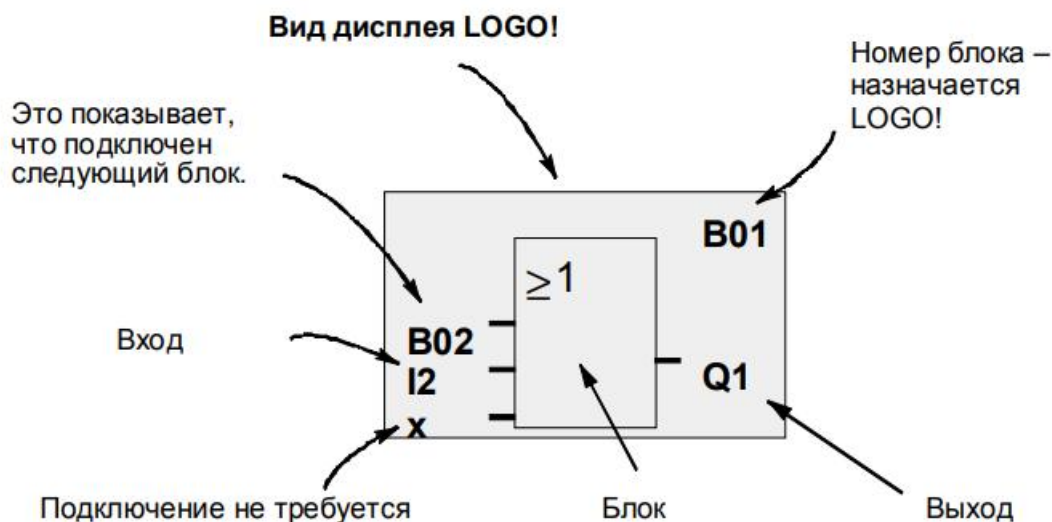 Вид дисплея LOGO!
Номер блока –
назначается
LOGO!
Это показывает,
что подключен
следующий блок.
B01
≥1
Вход
B02
I2
x
Q1
Подключение не требуется
Блок
Выход